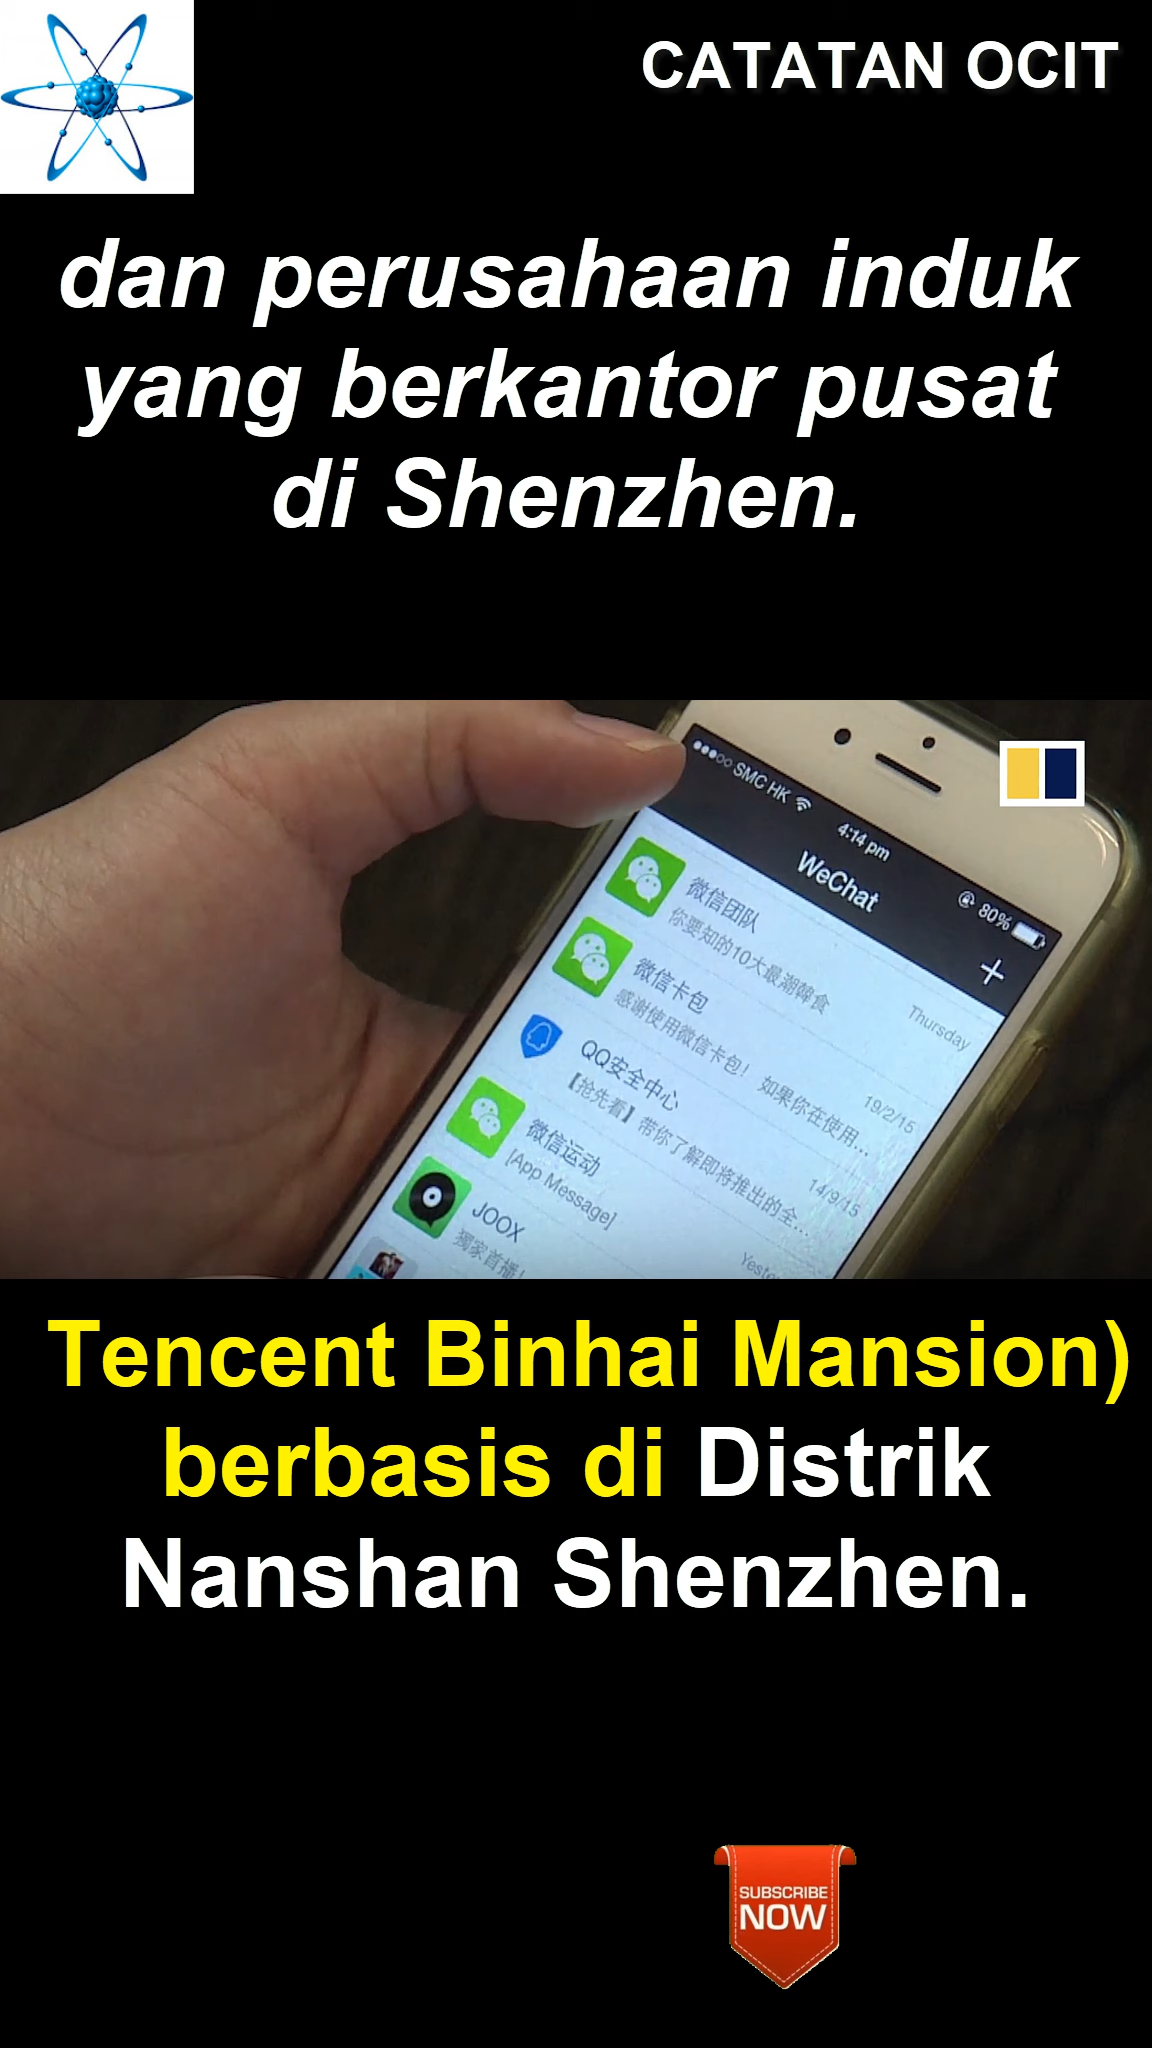 CATATAN OCIT
dan perusahaan induk
yang berkantor pusat
di Shenzhen.
SMC HK
4:14 pm
80%
WeChat
微信团队
Thursday
你要知的10大最潮韓食
微信卡包
19/2/15
感谢使用微信卡包！如果你在使用...
QQ安全中心
14/9/15
【抢先看】带你了解即将推出的全...
微信运动
[App Message]
JOOX
獨家首播!
Tencent Binhai Mansion)
berbasis di Distrik
Nanshan Shenzhen.
SUBSCRIBE
NOW